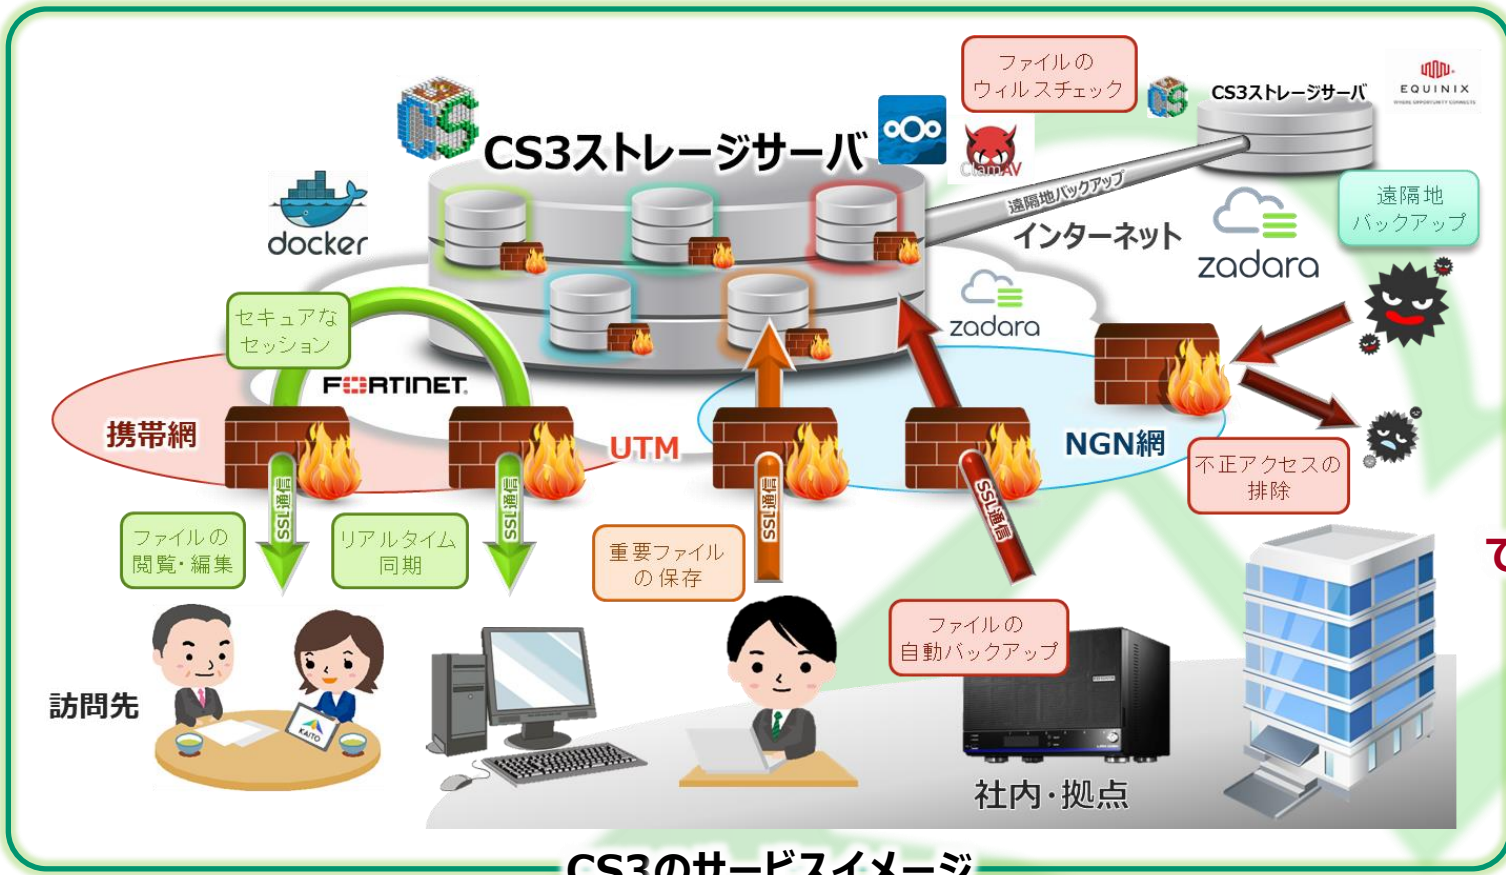 ファイルの
ウィルスチェック
CS3ストレージサーバ
EQUINIX
WHERE OPPORTUNITY CONNECTS
CS
CS
CS3ストレージサーバ
ClamAV
遠隔地バックアップ
遠隔地
バックアップ
docker
インターネット
zadara
zadara
セキュアな
セッション
FORTINET
携帯網
UTM
NGN網
不正アクセスの
排除
SSL通信
SSL通信
SSL通信
SSL通信
ファイルの
閲覧・編集
リアルタイム
同期
重要ファイル
の保存
で
ファイルの
自動バックアップ
訪問先
KAITO
社内・拠点
CS3のサービスイメージ